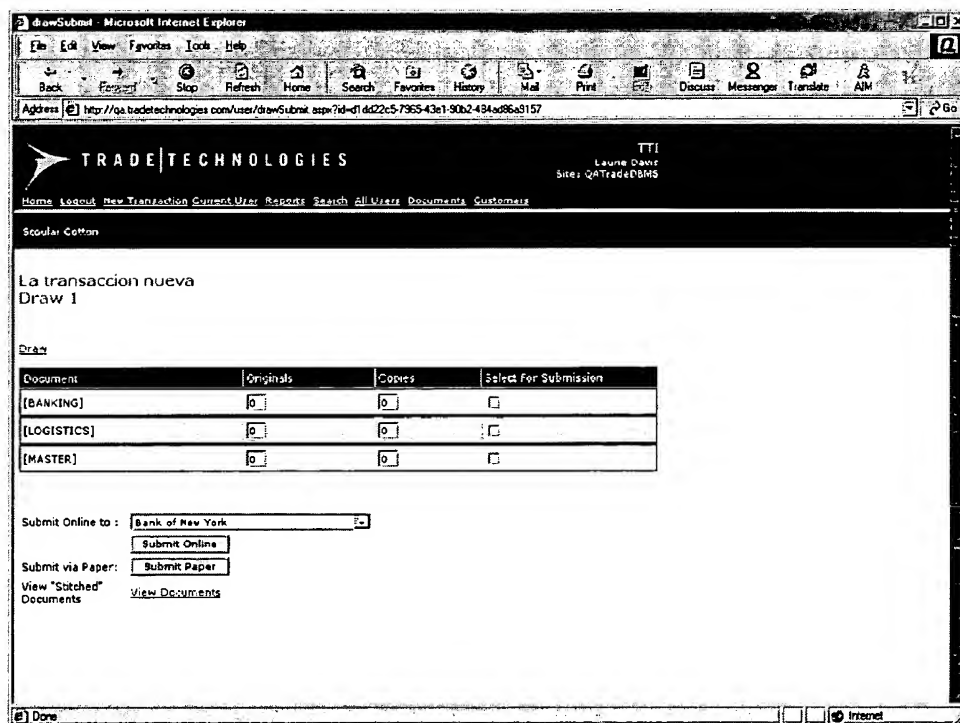 drawSubmit - Microsoft Internet Explorer
File Edit View Favorites Tools Help
Back Forward Stop Refresh Home Search Favorites History Mail Print Edit Discuss Messenger Translate AIM
Address http://qa.tradetechnologies.com/user/drawSubmit.aspx?id=d1dd22c5-7965-43e1-90b2-484ad86a3157 Go
TRADE|TECHNOLOGIES
TTI
Laurie Davis
Site: QATradeDBMS
Home Logout New Transaction Current User Reports Search All Users Documents Customers
Scoular Cotton
La transaccion nueva
Draw 1
Draw
Document Originals Copies Select For Submission
[BANKING] 0 0
[LOGISTICS] 0 0
[MASTER] 0 0
Submit Online to : Bank of New York
Submit Online
Submit via Paper: Submit Paper
View "Stitched"
Documents View Documents
Done Internet